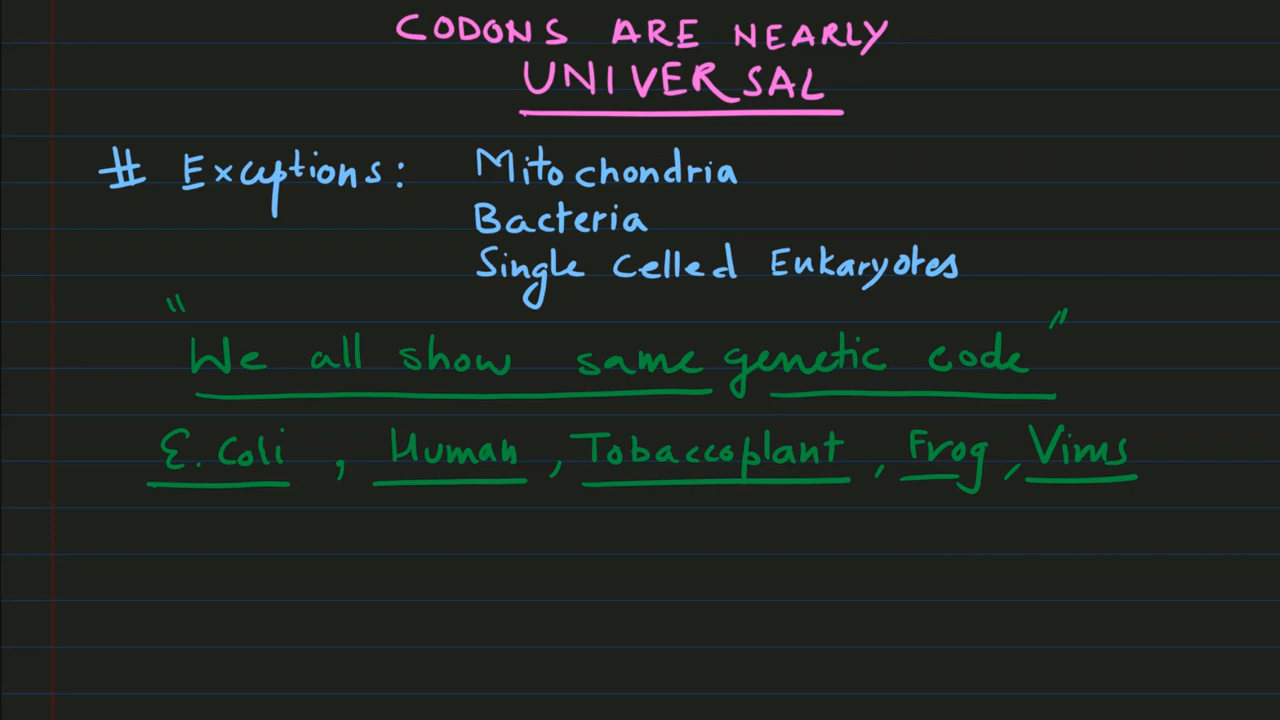 CODONS ARE NEARLY
UNIVERSAL
# Exceptions: Mitochondria
Bacteria
Single Celled Eukaryotes
"We all show same genetic code"
E.Coli, Human, Tobaccoplant, Frog, Virus